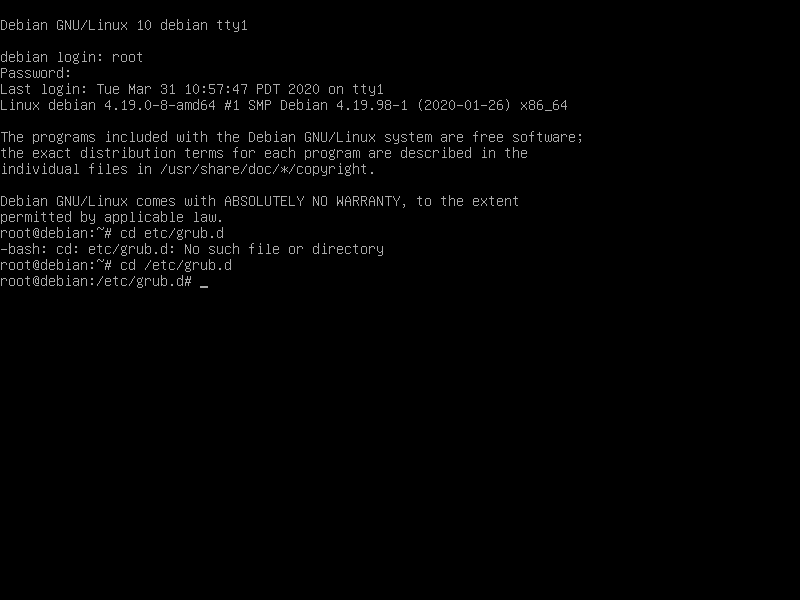 Debian GNU/Linux 10 debian tty1
debian login: root
Password:
Last login: Tue Mar 31 10:57:47 PDT 2020 on tty1
Linux debian 4.19.0-8-amd64 #1 SMP Debian 4.19.98-1 (2020-01-26) x86_64
The programs included with the Debian GNU/Linux system are free software;
the exact distribution terms for each program are described in the
individual files in /usr/share/doc/*/copyright.
Debian GNU/Linux comes with ABSOLUTELY NO WARRANTY, to the extent
permitted by applicable law.
root@debian:~# cd etc/grub.d
-bash: cd: etc/grub.d: No such file or directory
root@debian:~# cd /etc/grub.d
root@debian:/etc/grub.d# _